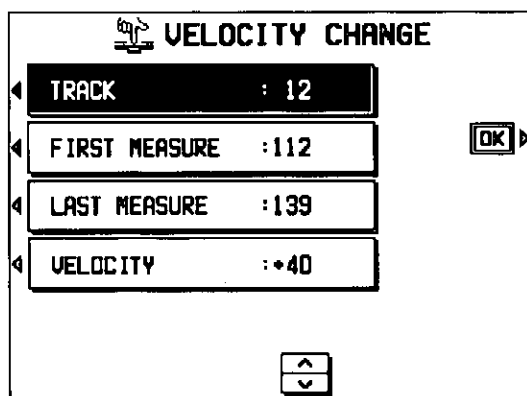 VELOCITY CHANGE
TRACK : 12
FIRST MEASURE :112
OK
LAST MEASURE :139
VELOCITY :+40